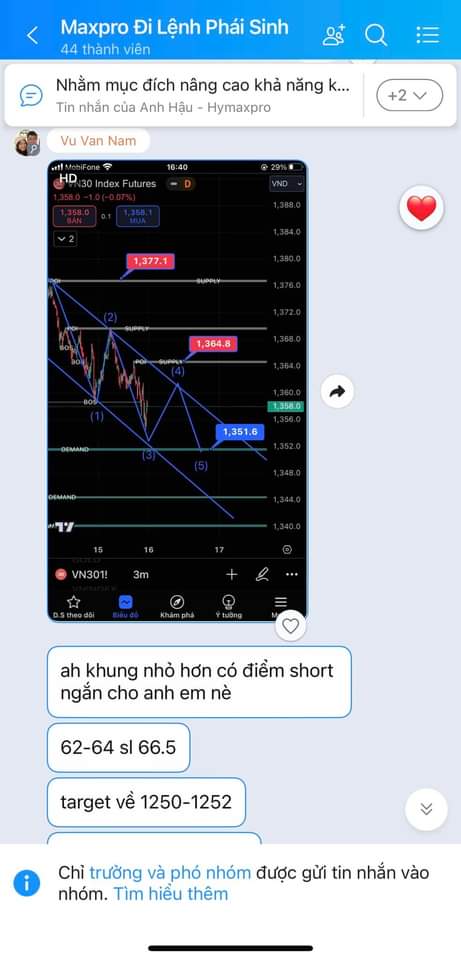 Maxpro Đi Lệnh Phái Sinh
44 thành viên
Nhằm mục đích nâng cao khả năng k...
Tin nhắn của Anh Hậu - Hymaxpro
+2
Vu Van Nam
MobiFone
16:40
29%
HD
VN30 Index Futures
D
VND
1,358.0 −1.0 (−0.07%)
1,358.0
BÁN
0.1
1,358.1
MUA
2
1,388.0
1,384.0
1,380.0
1,376.0
1,372.0
1,368.0
1,364.0
1,360.0
1,358.0
1,356.0
1,352.0
1,348.0
1,344.0
1,340.0
1,377.1
POI
SUPPLY
(2)
POI
SUPPLY
1,364.8
BOS
BOS
POI
SUPPLY
(4)
BOS
(1)
1,351.6
DEMAND
(3)
(5)
DEMAND
15
16
17
VN301!
3m
D.S theo dõi
Biểu đồ
Khám phá
Ý tưởng
ah khung nhỏ hơn có điểm short
ngắn cho anh em nè
62-64 sl 66.5
target về 1250-1252
Chỉ trưởng và phó nhóm được gửi tin nhắn vào
nhóm. Tìm hiểu thêm